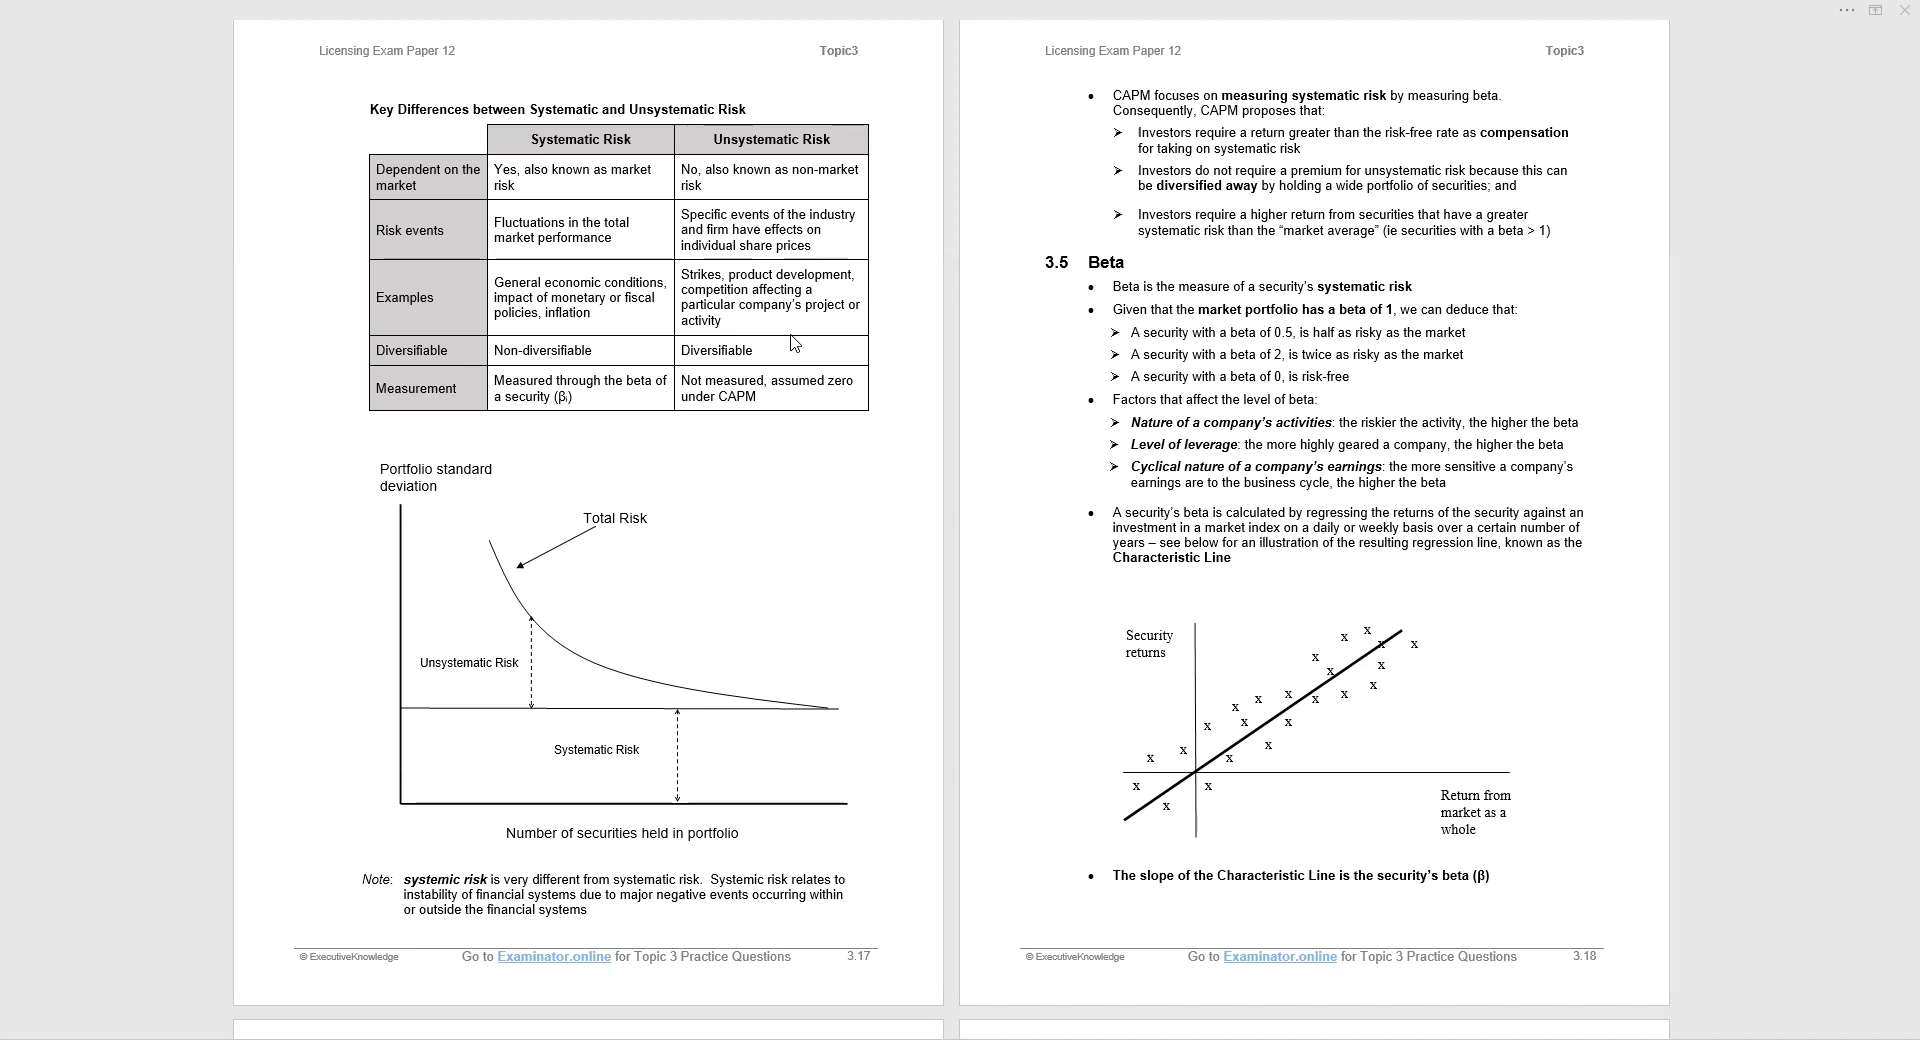 Licensing Exam Paper 12
Topic3
Key Differences between Systematic and Unsystematic Risk
Systematic Risk
Unsystematic Risk
Dependent on the
market
Yes, also known as market
risk
No, also known as non-market
risk
Risk events
Fluctuations in the total
market performance
Specific events of the industry
and firm have effects on
individual share prices
Examples
General economic conditions,
impact of monetary or fiscal
policies, inflation
Strikes, product development,
competition affecting a
particular company's project or
activity
Diversifiable
Non-diversifiable
Diversifiable
Measurement
Measured through the beta of
a security (βᵢ)
Not measured, assumed zero
under CAPM
Portfolio standard
deviation
Total Risk
Unsystematic Risk
Systematic Risk
Number of securities held in portfolio
Note: systemic risk is very different from systematic risk. Systemic risk relates to
instability of financial systems due to major negative events occurring within
or outside the financial systems
© ExecutiveKnowledge
Go to Examinator.online for Topic 3 Practice Questions
3.17
Licensing Exam Paper 12
Topic3
• CAPM focuses on measuring systematic risk by measuring beta.
Consequently, CAPM proposes that:
➢ Investors require a return greater than the risk-free rate as compensation
for taking on systematic risk
➢ Investors do not require a premium for unsystematic risk because this can
be diversified away by holding a wide portfolio of securities; and
➢ Investors require a higher return from securities that have a greater
systematic risk than the “market average” (ie securities with a beta > 1)
3.5 Beta
• Beta is the measure of a security's systematic risk
• Given that the market portfolio has a beta of 1, we can deduce that:
➢ A security with a beta of 0.5, is half as risky as the market
➢ A security with a beta of 2, is twice as risky as the market
➢ A security with a beta of 0, is risk-free
• Factors that affect the level of beta:
➢ Nature of a company's activities: the riskier the activity, the higher the beta
➢ Level of leverage: the more highly geared a company, the higher the beta
➢ Cyclical nature of a company's earnings: the more sensitive a company's
earnings are to the business cycle, the higher the beta
• A security's beta is calculated by regressing the returns of the security against an
investment in a market index on a daily or weekly basis over a certain number of
years – see below for an illustration of the resulting regression line, known as the
Characteristic Line
Security
returns
Return from
market as a
whole
• The slope of the Characteristic Line is the security's beta (β)
© ExecutiveKnowledge
Go to Examinator.online for Topic 3 Practice Questions
3.18